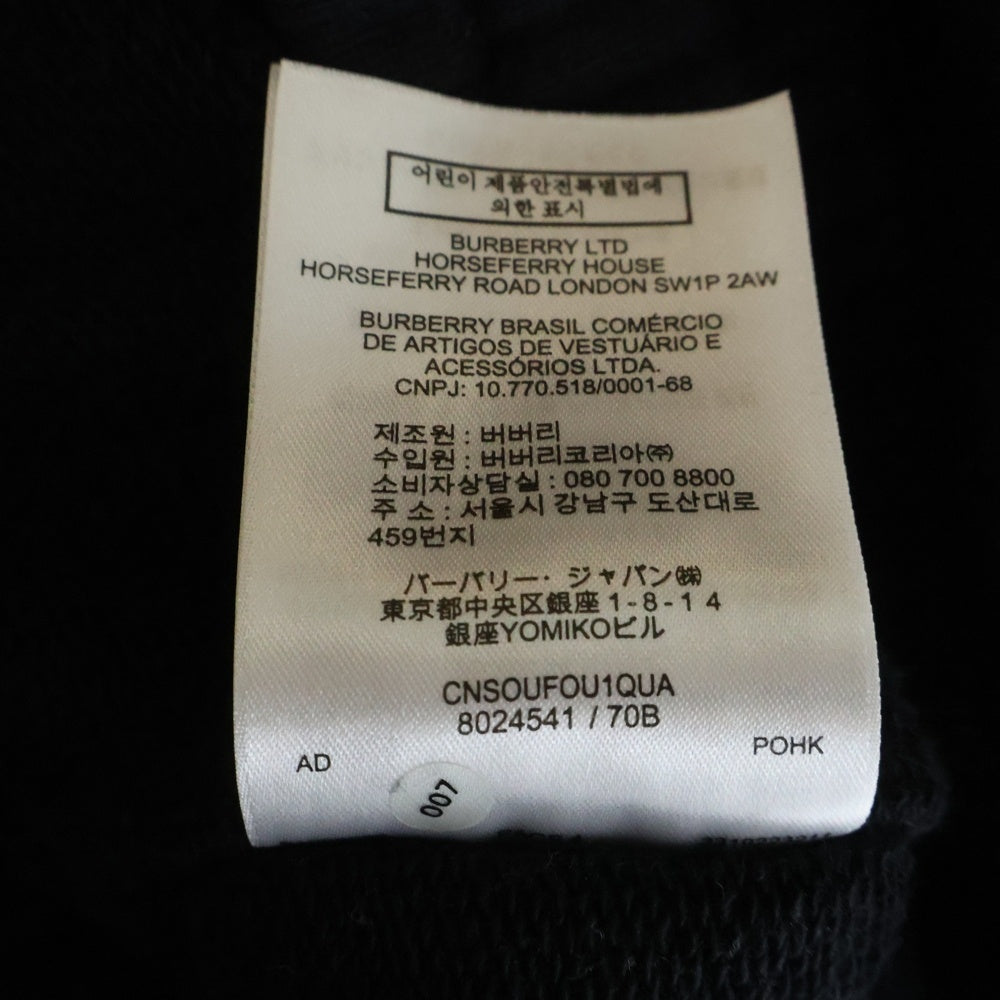 어린이 제품안전특별법에
의한 표시
BURBERRY LTD
HORSEFERRY HOUSE
HORSEFERRY ROAD LONDON SW1P 2AW
BURBERRY BRASIL COMÉRCIO
DE ARTIGOS DE VESTUÁRIO E
ACESSÓRIOS LTDA.
CNPJ: 10.770.518/0001-68
제조원 : 버버리
수입원 : 버버리코리아㈜
소비자상담실 : 080 700 8800
주 소 : 서울시 강남구 도산대로
459번지
バーバリー・ジャパン㈱
東京都中央区銀座 1 - 8 - 1 4
銀座YOMIKOビル
CNSOUFOU1QUA
8024541 / 70B
AD
POHK
007